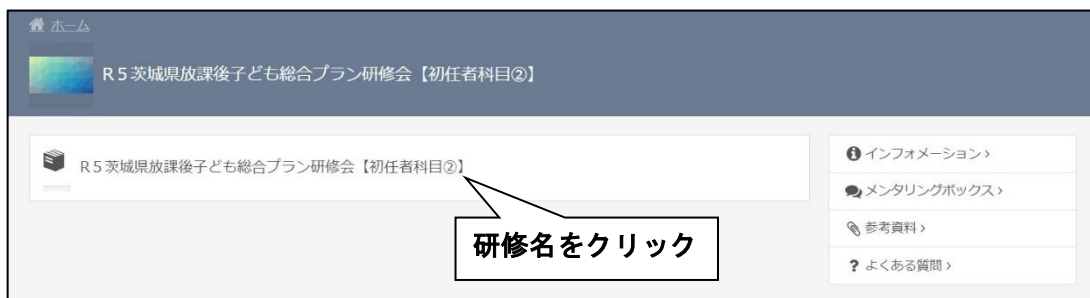 ホーム
R5茨城県放課後子ども総合プラン研修会【初任者科目②】
R5茨城県放課後子ども総合プラン研修会【初任者科目②】
研修名をクリック
インフォメーション >
メンタリングボックス >
参考資料 >
? よくある質問 >